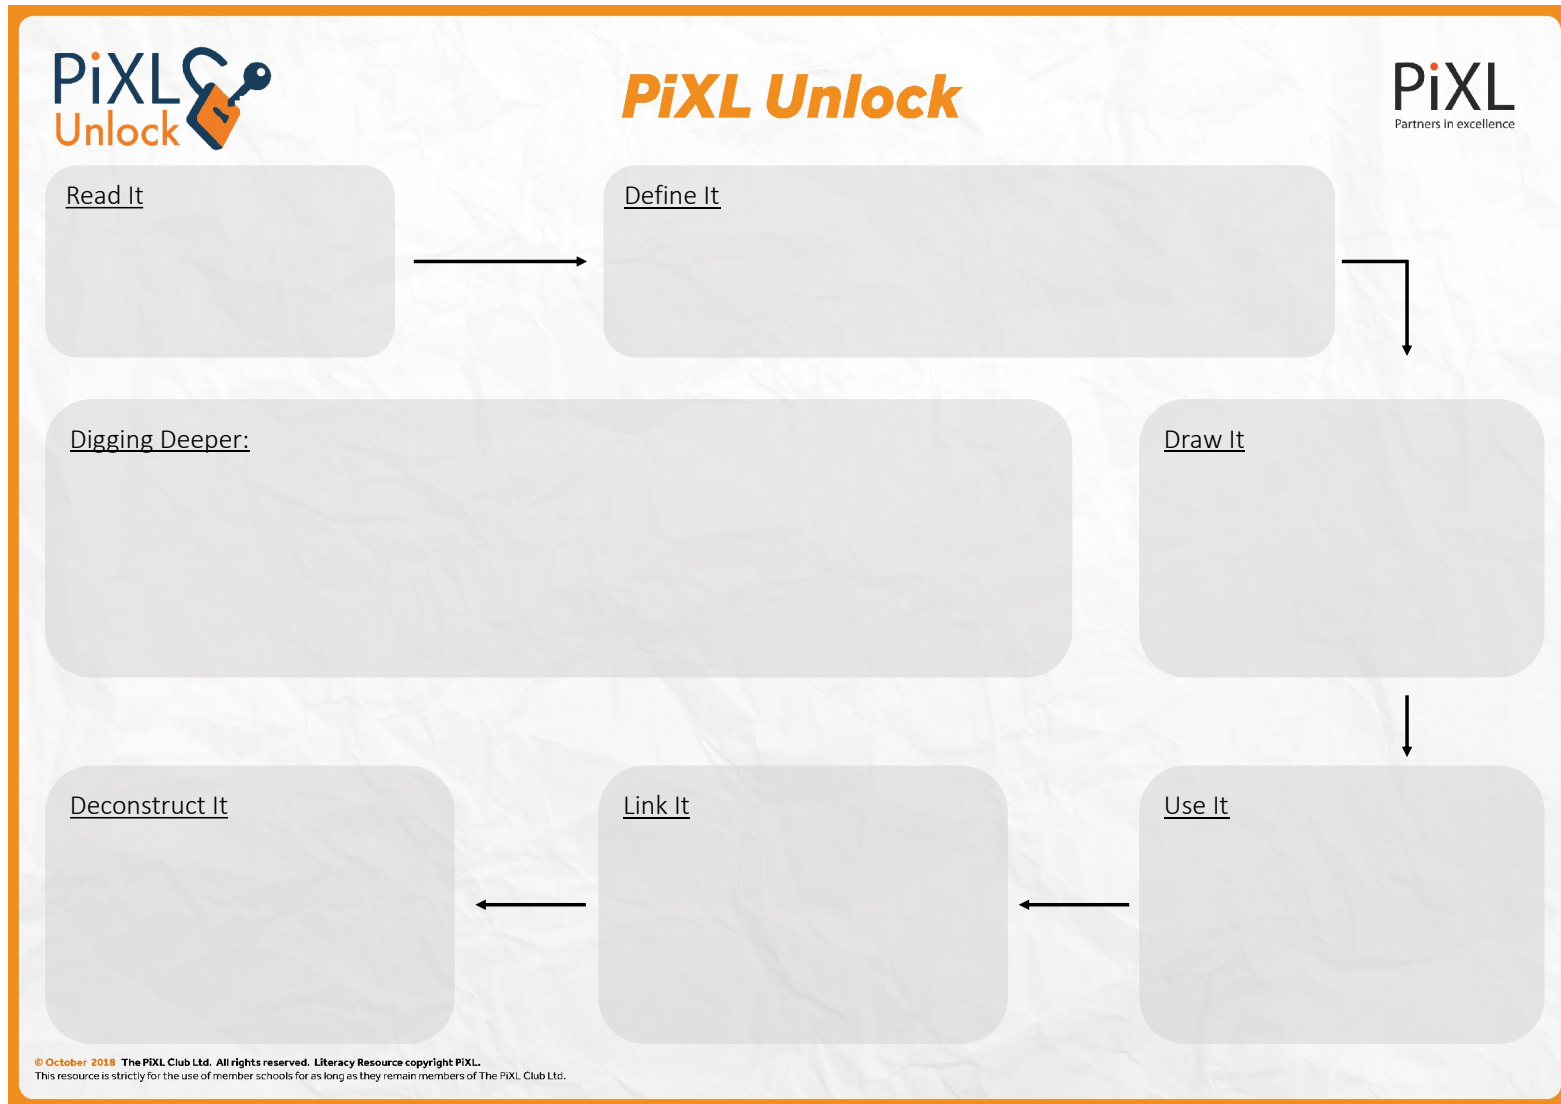 PiXL
Unlock
PiXL Unlock
PiXL
Partners in excellence
Read It
Define It
Digging Deeper:
Draw It
Deconstruct It
Link It
Use It
© October 2018 The PiXL Club Ltd. All rights reserved. Literacy Resource copyright PiXL.
This resource is strictly for the use of member schools for as long as they remain members of The PiXL Club Ltd.